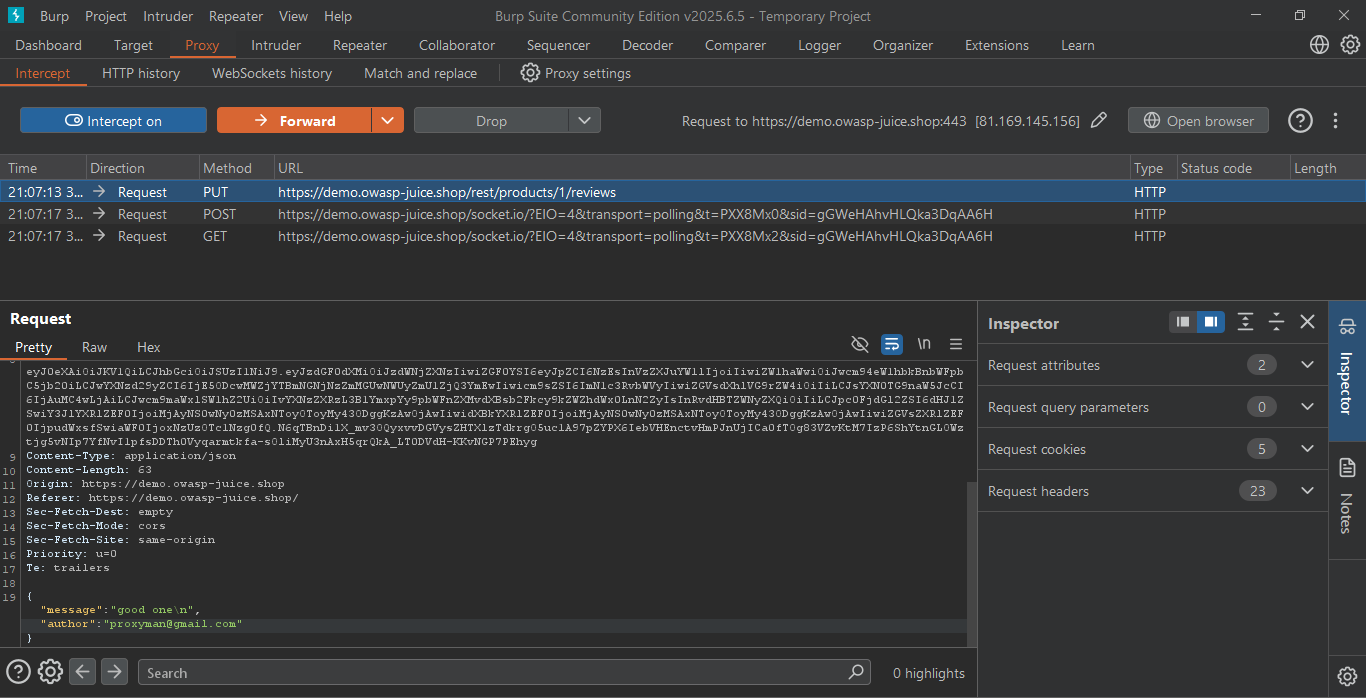 Burp Project Intruder Repeater View Help Burp Suite Community Edition v2025.6.5 - Temporary Project
Dashboard Target Proxy Intruder Repeater Collaborator Sequencer Decoder Comparer Logger Organizer Extensions Learn
Intercept HTTP history WebSockets history Match and replace Proxy settings
Intercept on Forward Drop Request to https://demo.owasp-juice.shop:443 [81.169.145.156] Open browser
Time Direction Method URL Type Status code Length
21:07:13 3... Request PUT https://demo.owasp-juice.shop/rest/products/1/reviews HTTP
21:07:17 3... Request POST https://demo.owasp-juice.shop/socket.io/?EIO=4&transport=polling&t=PXX8Mx0&sid=gGWeHAhvHLQka3DqAA6H HTTP
21:07:17 3... Request GET https://demo.owasp-juice.shop/socket.io/?EIO=4&transport=polling&t=PXX8Mx2&sid=gGWeHAhvHLQka3DqAA6H HTTP
Request
Pretty Raw Hex \n
9 Content-Type: application/json
10 Content-Length: 63
11 Origin: https://demo.owasp-juice.shop
12 Referer: https://demo.owasp-juice.shop/
13 Sec-Fetch-Dest: empty
14 Sec-Fetch-Mode: cors
15 Sec-Fetch-Site: same-origin
16 Priority: u=0
17 Te: trailers
18
19 {
"message":"good one\n",
"author":"proxyman@gmail.com"
}
Search 0 highlights
Inspector
Request attributes 2
Request query parameters 0
Request cookies 5
Request headers 23
Inspector
Notes